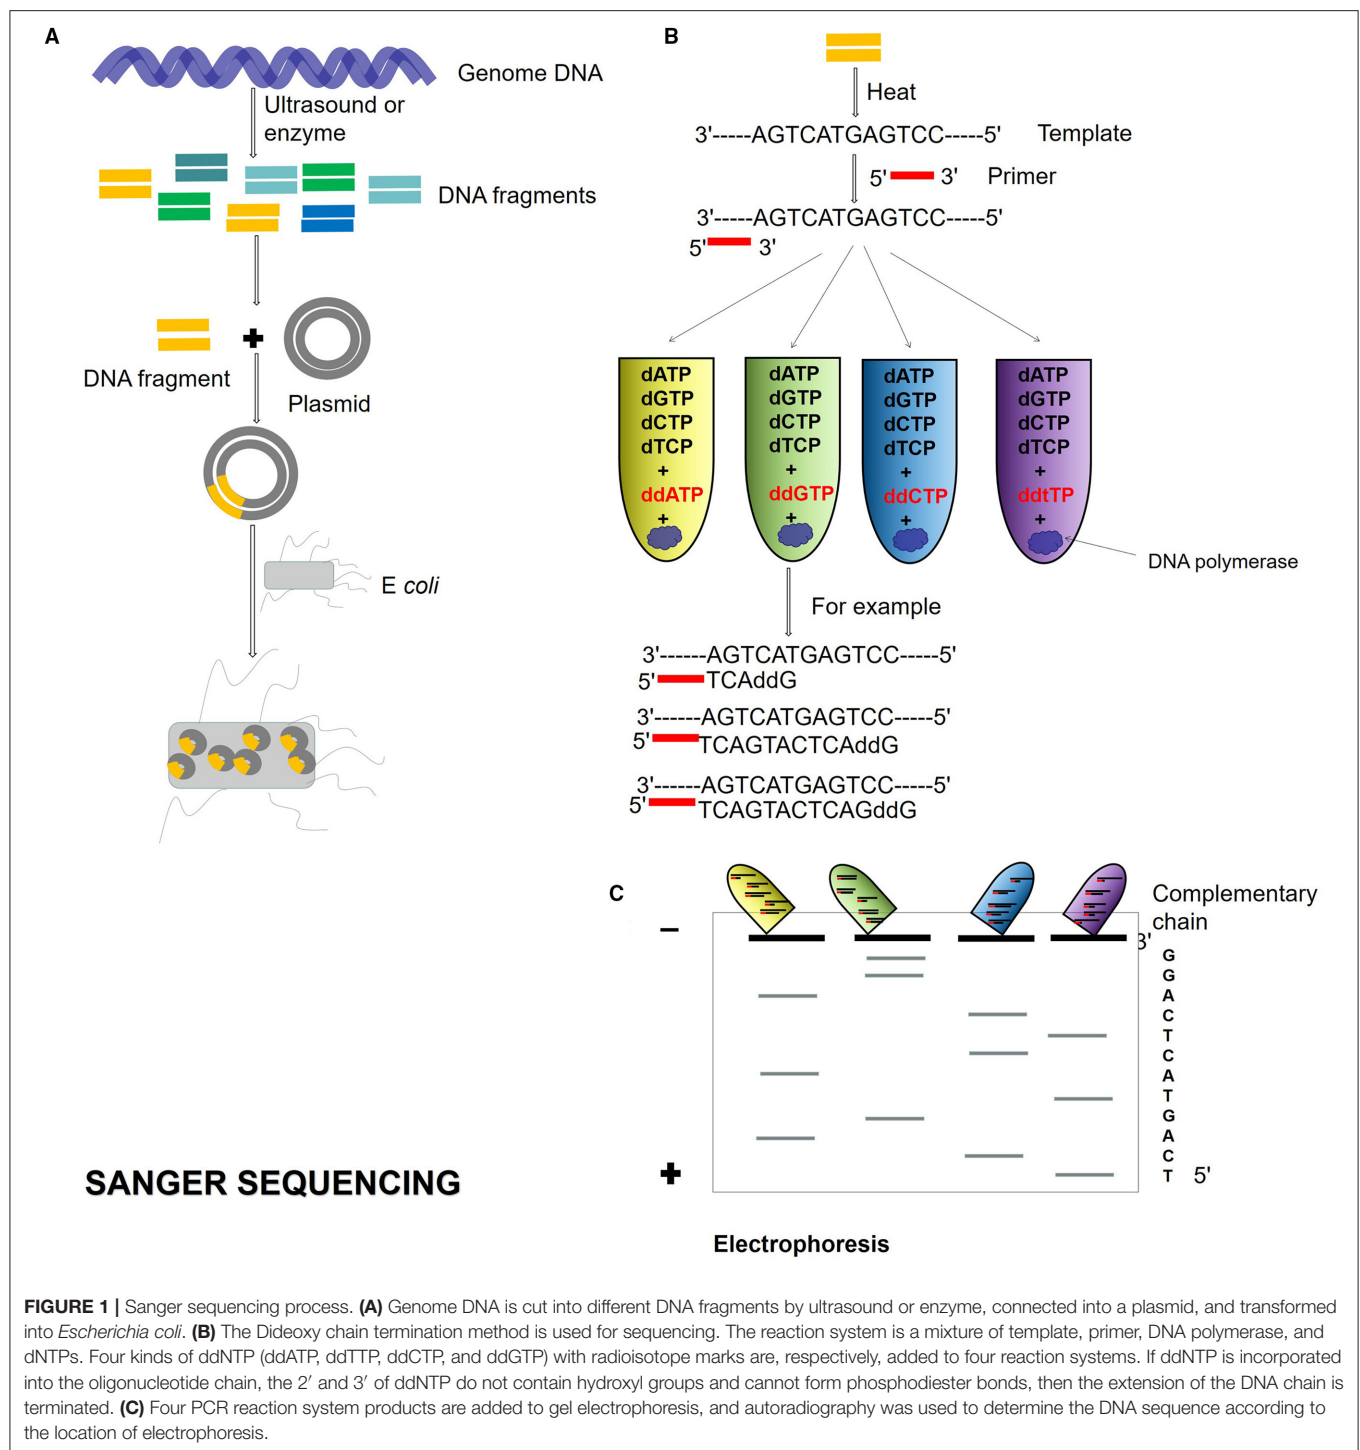 A
Genome DNA
Ultrasound or
enzyme
DNA fragments
DNA fragment
Plasmid
E coli
SANGER SEQUENCING
B
Heat
3'-----AGTCATGAGTCC-----5'
Template
5' 3' Primer
3'-----AGTCATGAGTCC-----5'
5' 3'
dATP
dGTP
dCTP
dTCP
+
ddATP
+
dATP
dGTP
dCTP
dTCP
+
ddGTP
+
dATP
dGTP
dCTP
dTCP
+
ddCTP
+
dATP
dGTP
dCTP
dTCP
+
ddtTP
+
DNA polymerase
For example
3'------AGTCATGAGTCC-----5'
5' TCAddG
3'------AGTCATGAGTCC-----5'
5' TCAGTACTCAddG
3'------AGTCATGAGTCC-----5'
5' TCAGTACTCAGddG
C
Complementary
chain
3'
G
G
A
C
T
C
A
T
G
A
C
T 5'
Electrophoresis
FIGURE 1 | Sanger sequencing process. (A) Genome DNA is cut into different DNA fragments by ultrasound or enzyme, connected into a plasmid, and transformed
into Escherichia coli. (B) The Dideoxy chain termination method is used for sequencing. The reaction system is a mixture of template, primer, DNA polymerase, and
dNTPs. Four kinds of ddNTP (ddATP, ddTTP, ddCTP, and ddGTP) with radioisotope marks are, respectively, added to four reaction systems. If ddNTP is incorporated
into the oligonucleotide chain, the 2′ and 3′ of ddNTP do not contain hydroxyl groups and cannot form phosphodiester bonds, then the extension of the DNA chain is
terminated. (C) Four PCR reaction system products are added to gel electrophoresis, and autoradiography was used to determine the DNA sequence according to
the location of electrophoresis.